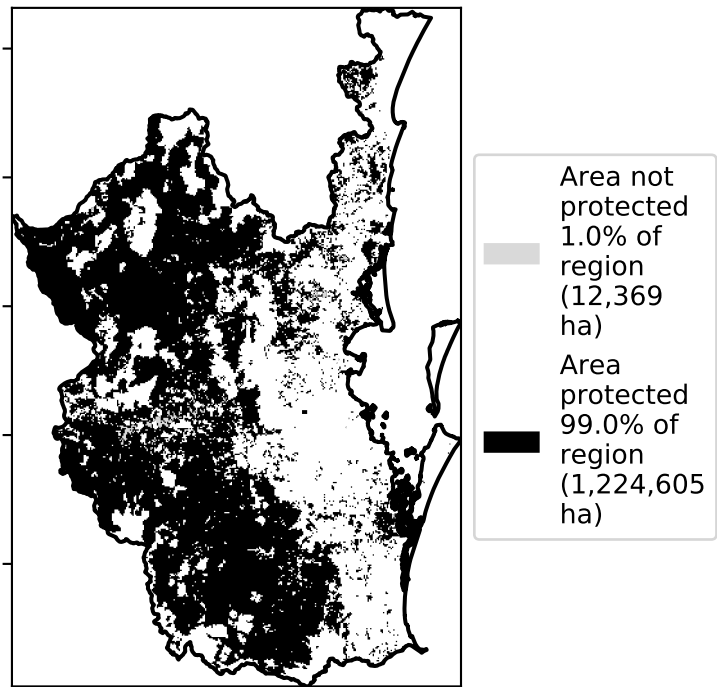 Area not
protected
1.0% of
region
(12,369
ha)
Area
protected
99.0% of
region
(1,224,605
ha)